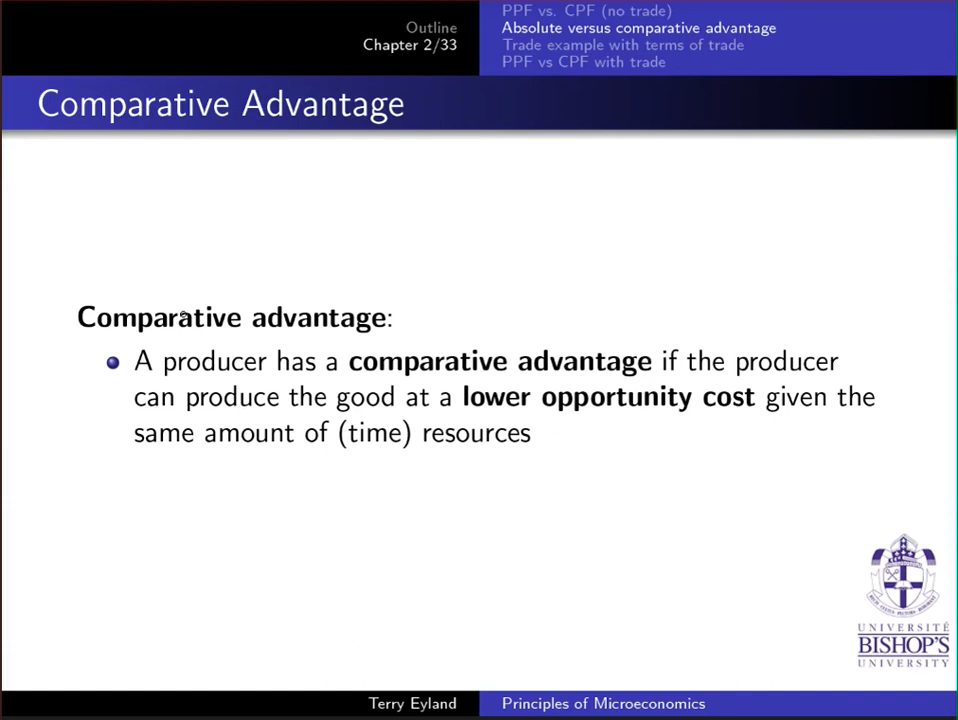 Outline
Chapter 2/33
PPF vs. CPF (no trade)
Absolute versus comparative advantage
Trade example with terms of trade
PPF vs CPF with trade
Comparative Advantage
Comparative advantage:
A producer has a comparative advantage if the producer
can produce the good at a lower opportunity cost given the
same amount of (time) resources
UNIVERSITÉ
BISHOP'S
UNIVERSITY
Terry Eyland
Principles of Microeconomics